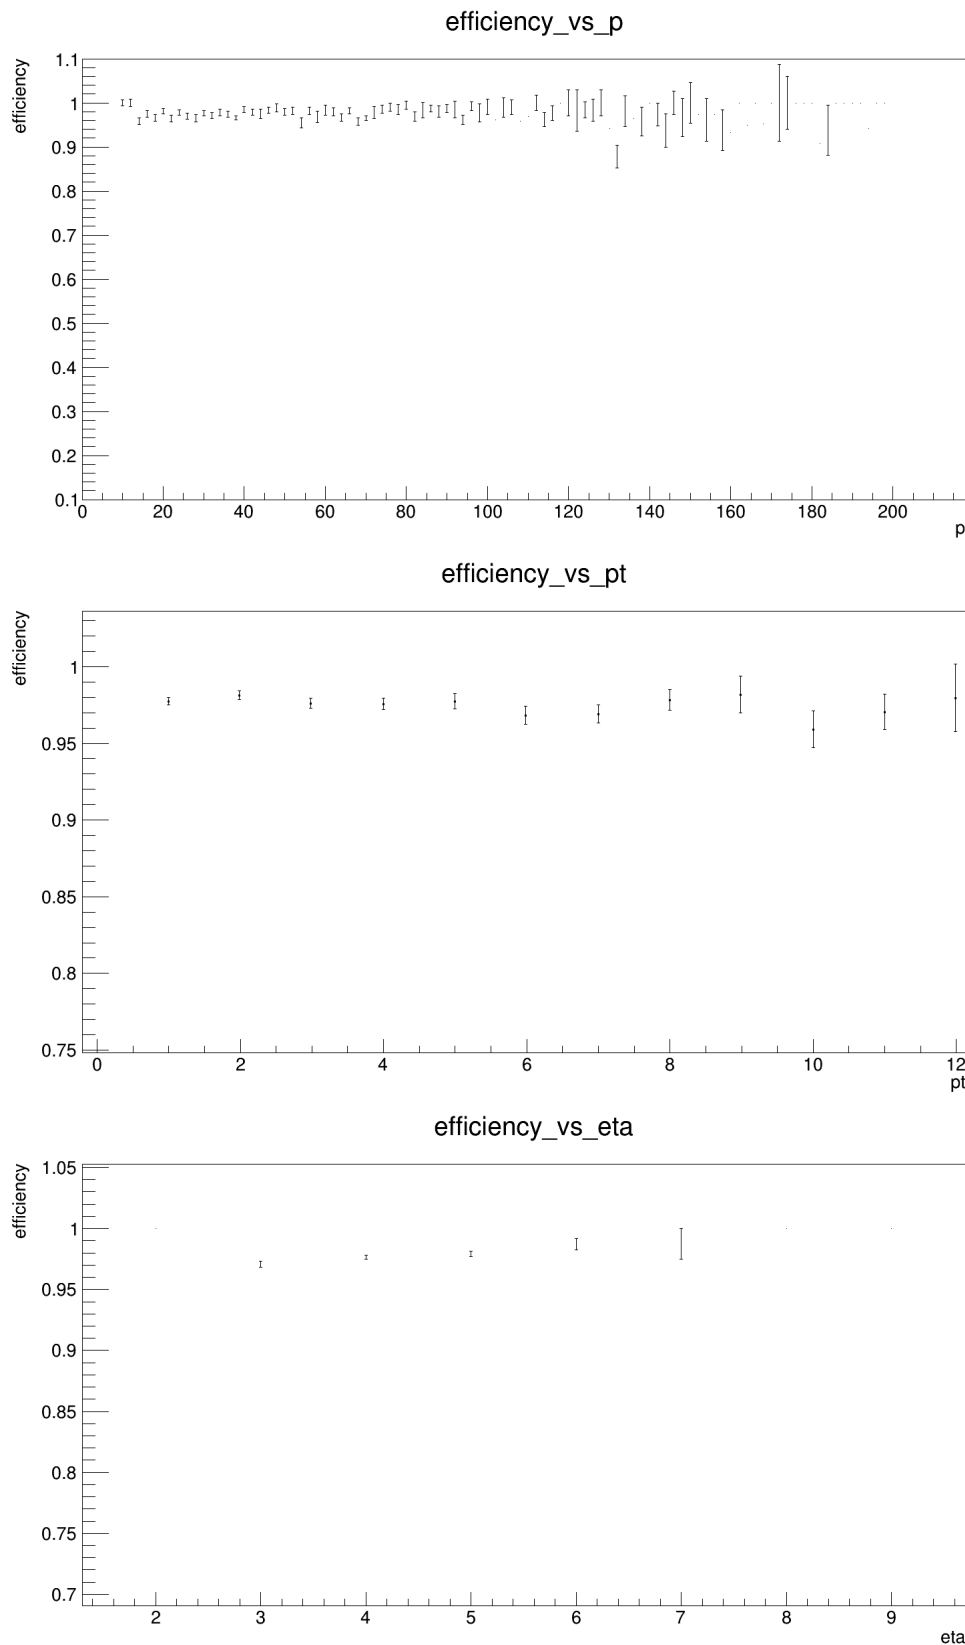 efficiency_vs_p
efficiency
1.1
1
0.9
0.8
0.7
0.6
0.5
0.4
0.3
0.2
0.1
0 20 40 60 80 100 120 140 160 180 200
p
efficiency_vs_pt
efficiency
1
0.95
0.9
0.85
0.8
0.75
0 2 4 6 8 10 12
pt
efficiency_vs_eta
efficiency
1.05
1
0.95
0.9
0.85
0.8
0.75
0.7
2 3 4 5 6 7 8 9
eta